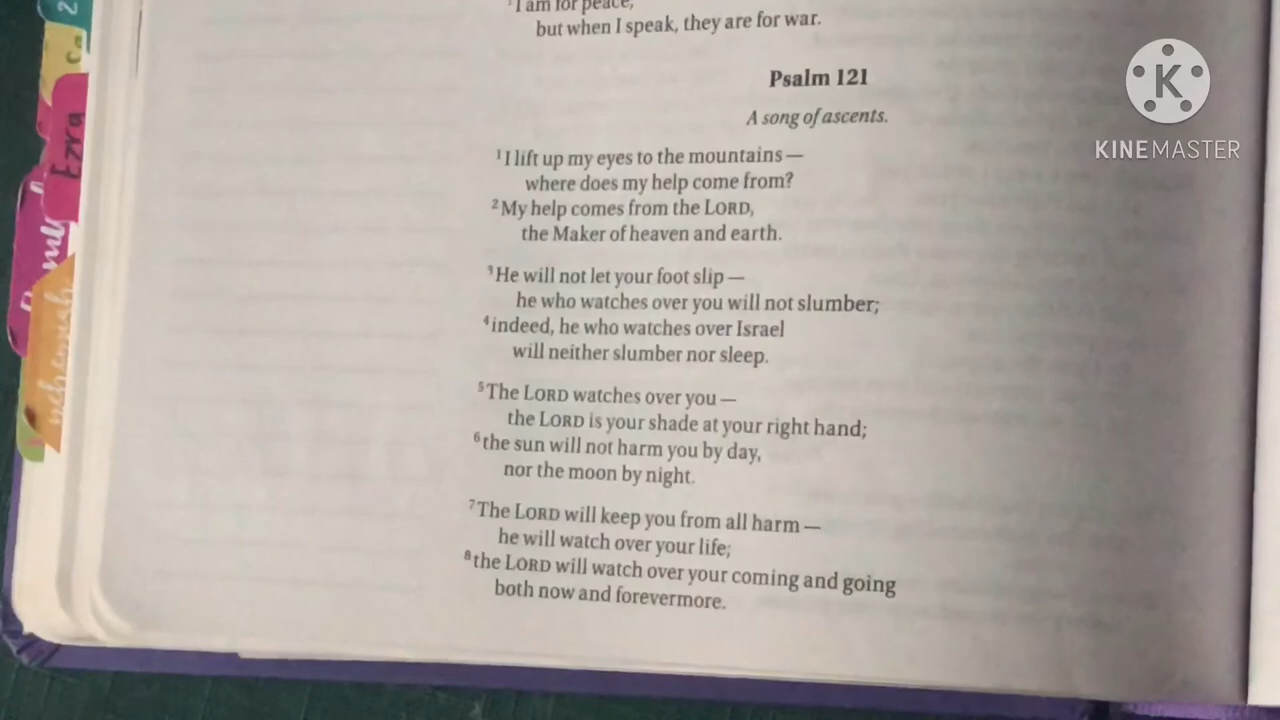 I am for peace;
but when I speak, they are for war.
Psalm 121
A song of ascents.
1 I lift up my eyes to the mountains—
where does my help come from?
2 My help comes from the LORD,
the Maker of heaven and earth.
3 He will not let your foot slip—
he who watches over you will not slumber;
4 indeed, he who watches over Israel
will neither slumber nor sleep.
5 The LORD watches over you—
the LORD is your shade at your right hand;
6 the sun will not harm you by day,
nor the moon by night.
7 The LORD will keep you from all harm—
he will watch over your life;
8 the LORD will watch over your coming and going
both now and forevermore.
2
Ezra
Nehemiah
K
KINEMASTER